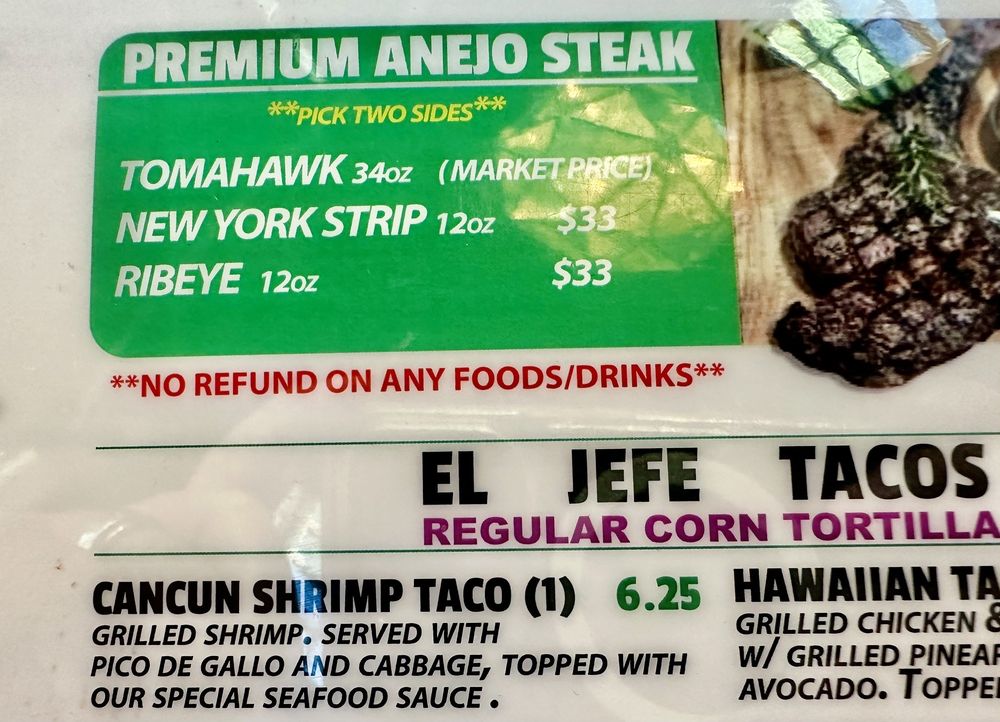 PREMIUM ANEJO STEAK
**PICK TWO SIDES**
TOMAHAWK 34OZ (MARKET PRICE)
NEW YORK STRIP 12OZ $33
RIBEYE 12OZ $33
**NO REFUND ON ANY FOODS/DRINKS**
EL JEFE TACOS
REGULAR CORN TORTILLA
CANCUN SHRIMP TACO (1) 6.25
GRILLED SHRIMP. SERVED WITH
PICO DE GALLO AND CABBAGE, TOPPED WITH
OUR SPECIAL SEAFOOD SAUCE .
HAWAIIAN
GRILLED CHICKEN &
W/ GRILLED
AVOCADO.